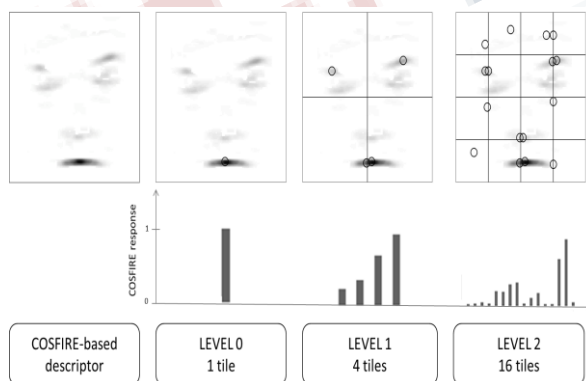 COSFIRE response
1
0
COSFIRE-based
descriptor
LEVEL 0
1 tile
LEVEL 1
4 tiles
LEVEL 2
16 tiles